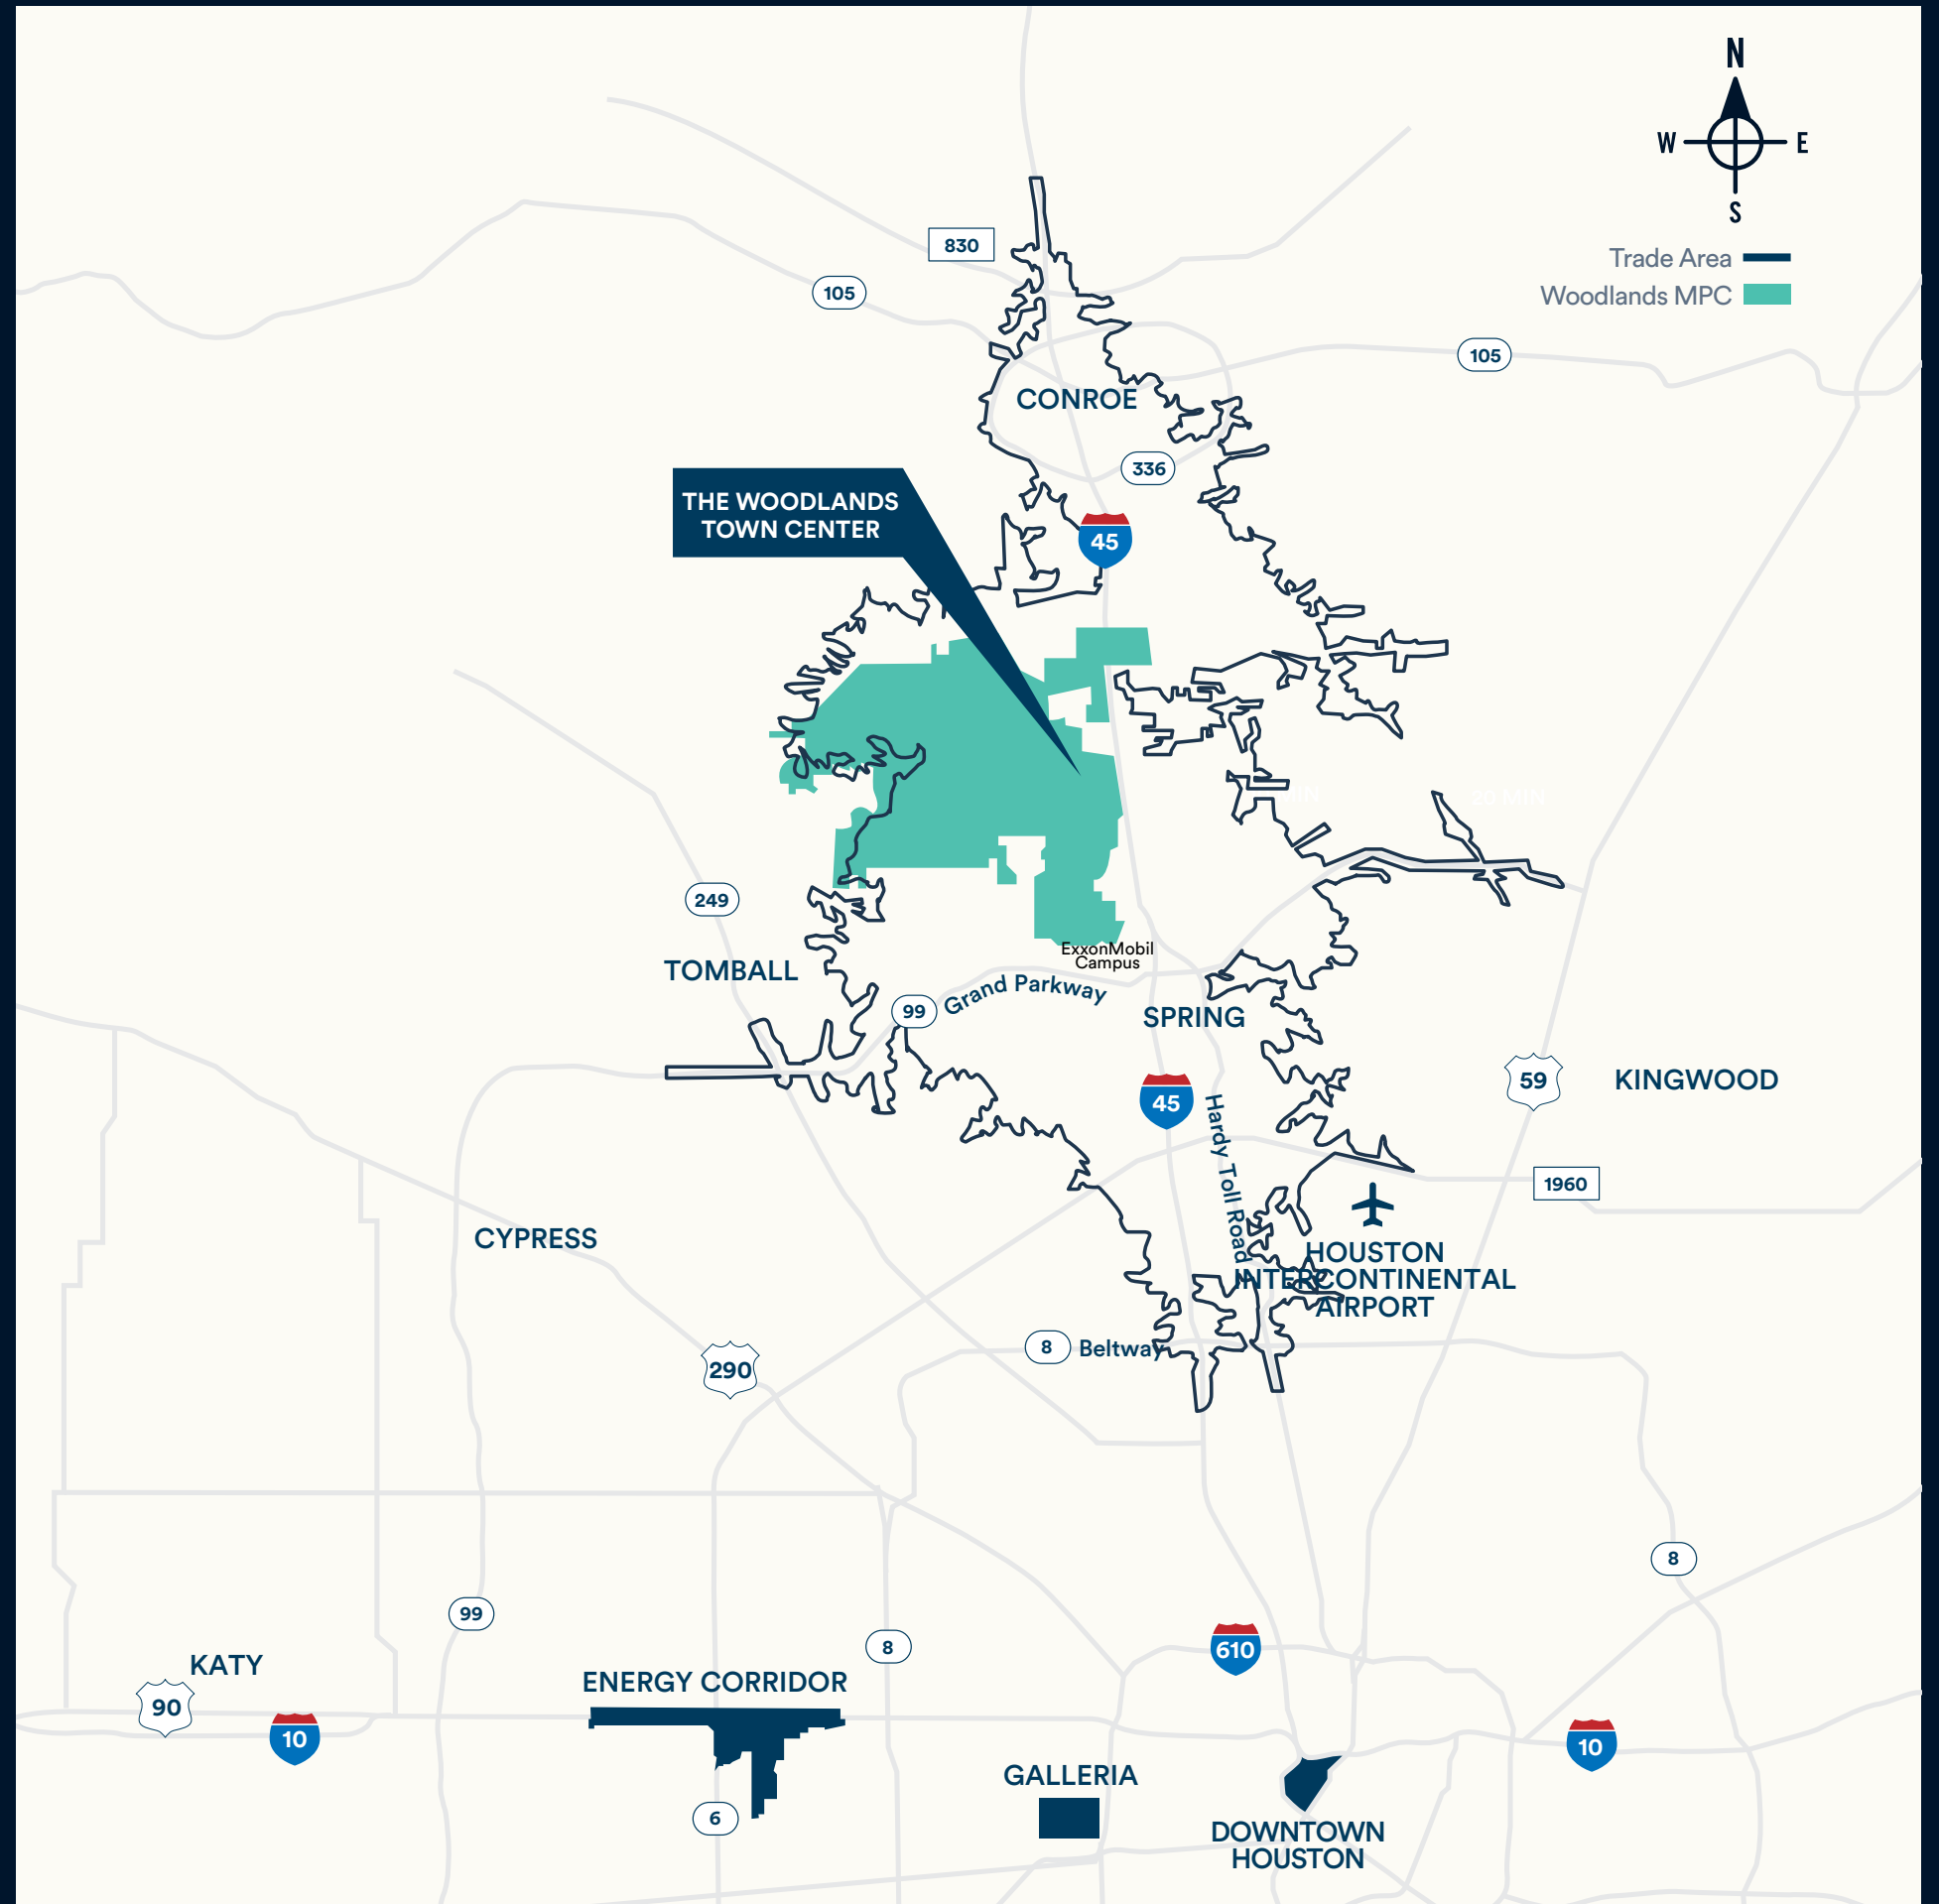 N
W
E
S
Trade Area
Woodlands MPC
830
105
105
CONROE
336
THE WOODLANDS
TOWN CENTER
45
20 MIN
249
ExxonMobil
Campus
TOMBALL
99
Grand Parkway
SPRING
45
59
KINGWOOD
Hardy Toll Road
1960
CYPRESS
HOUSTON
INTERCONTINENTAL
AIRPORT
8
Beltway
290
8
99
8
610
KATY
90
ENERGY CORRIDOR
10
10
GALLERIA
6
DOWNTOWN
HOUSTON